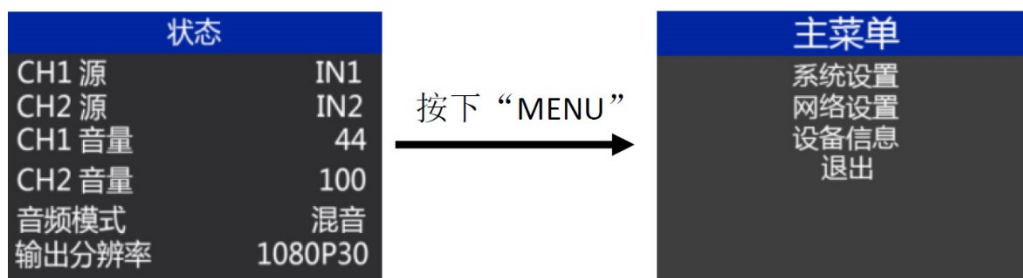 状态
CH1 源 IN1
CH2 源 IN2
CH1 音量 44
CH2 音量 100
音频模式 混音
输出分辨率 1080P30
按下“MENU”
主菜单
系统设置
网络设置
设备信息
退出